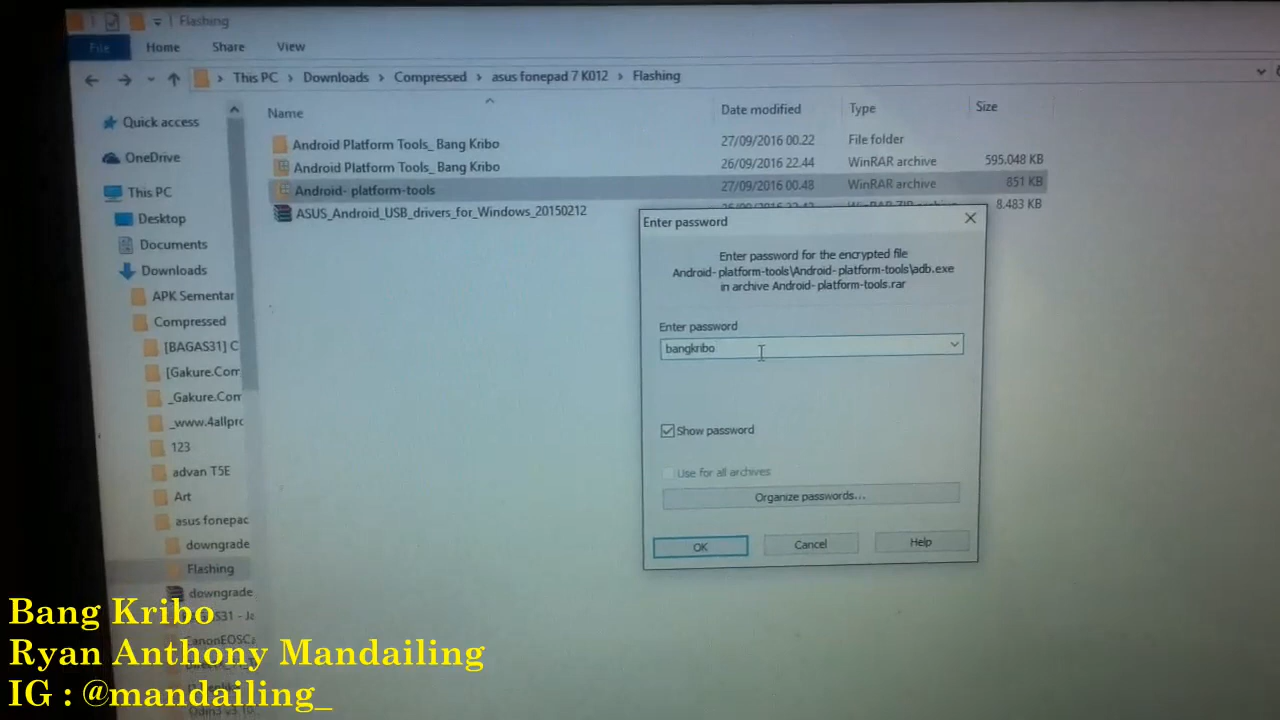 Flashing
File Home Share View
This PC > Downloads > Compressed > asus fonepad 7 K012 > Flashing
Name Date modified Type Size
Android Platform Tools_ Bang Kribo 27/09/2016 00.22 File folder
Android Platform Tools_ Bang Kribo 26/09/2016 22.44 WinRAR archive 595.048 KB
Android- platform-tools 27/09/2016 00.48 WinRAR archive 851 KB
ASUS_Android_USB_drivers_for_Windows_20150212 8.483 KB
Quick access
OneDrive
This PC
Desktop
Documents
Downloads
APK Sementar
Compressed
[BAGAS31] C
[Gakure.Com
_Gakure.Com
_www.4allpro
123
advan T5E
Art
asus fonepac
downgrade
Flashing
downgrade
CanonEOSC
Enter password
Enter password for the encrypted file
Android- platform-tools\Android- platform-tools\adb.exe
in archive Android- platform-tools.rar
Enter password
bangkribo
Show password
Use for all archives
Organize passwords...
OK Cancel Help
Bang Kribo
Ryan Anthony Mandailing
IG : @mandailing_